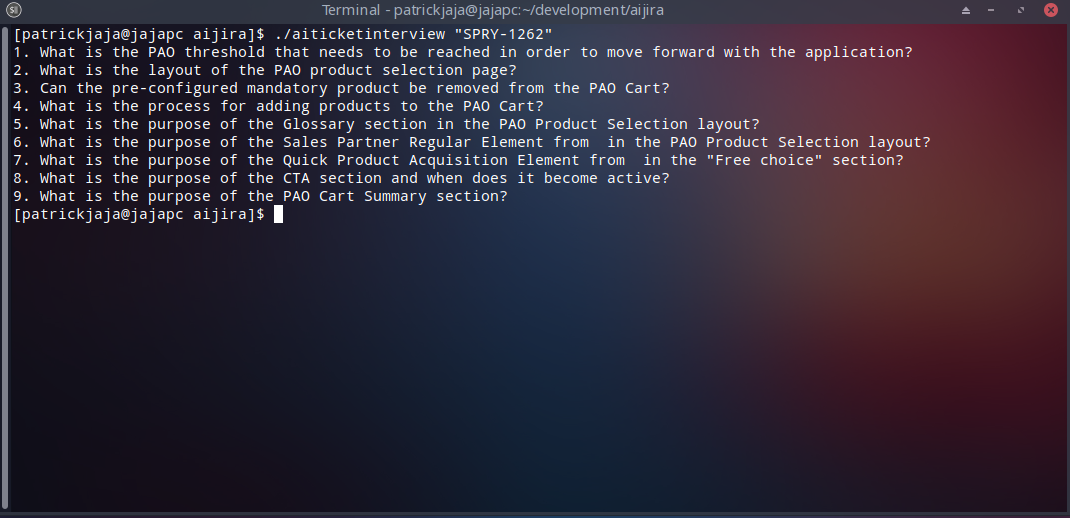 Terminal - patrickjaja@jajapc:~/development/aijira
[patrickjaja@jajapc aijira]$ ./aiticketinterview "SPRY-1262"
1. What is the PAO threshold that needs to be reached in order to move forward with the application?
2. What is the layout of the PAO product selection page?
3. Can the pre-configured mandatory product be removed from the PAO Cart?
4. What is the process for adding products to the PAO Cart?
5. What is the purpose of the Glossary section in the PAO Product Selection layout?
6. What is the purpose of the Sales Partner Regular Element from  in the PAO Product Selection layout?
7. What is the purpose of the Quick Product Acquisition Element from  in the "Free choice" section?
8. What is the purpose of the CTA section and when does it become active?
9. What is the purpose of the PAO Cart Summary section?
[patrickjaja@jajapc aijira]$